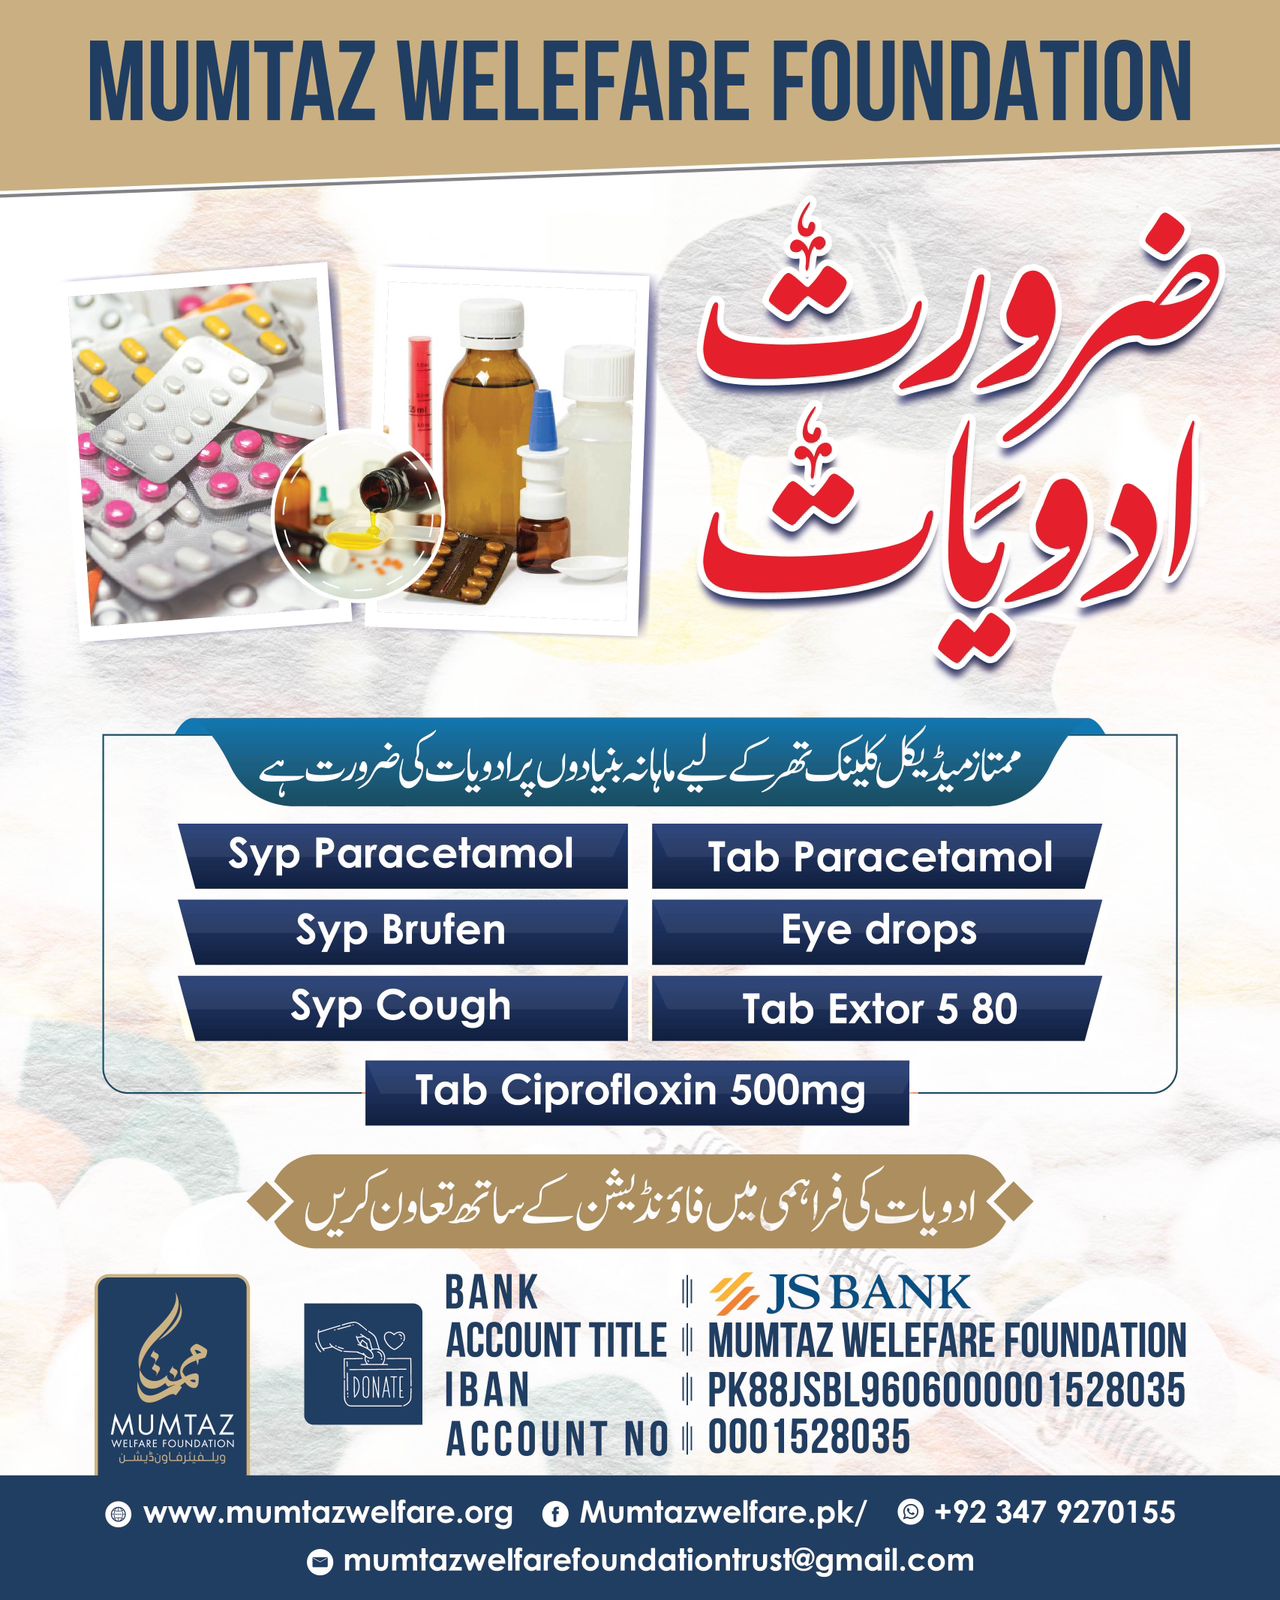 MUMTAZ WELEFARE FOUNDATION
ضرورت
ادویات
ممتاز میڈیکل کلینک تھر کے لیے ماہانہ بنیادوں پر ادویات کی ضرورت ہے
Syp Paracetamol
Tab Paracetamol
Syp Brufen
Eye drops
Syp Cough
Tab Extor 5 80
Tab Ciprofloxin 500mg
ادویات کی فراہمی میں فاؤنڈیشن کے ساتھ تعاون کریں
BANK JS BANK
ACCOUNT TITLE MUMTAZ WELEFARE FOUNDATION
IBAN PK88JSBL9606000001528035
ACCOUNT NO 0001528035
DONATE
ممتاز
MUMTAZ
WELFARE FOUNDATION
ویلفیئر فاونڈیشن
www.mumtazwelfare.org Mumtazwelfare.pk/ +92 347 9270155
mumtazwelfarefoundationtrust@gmail.com